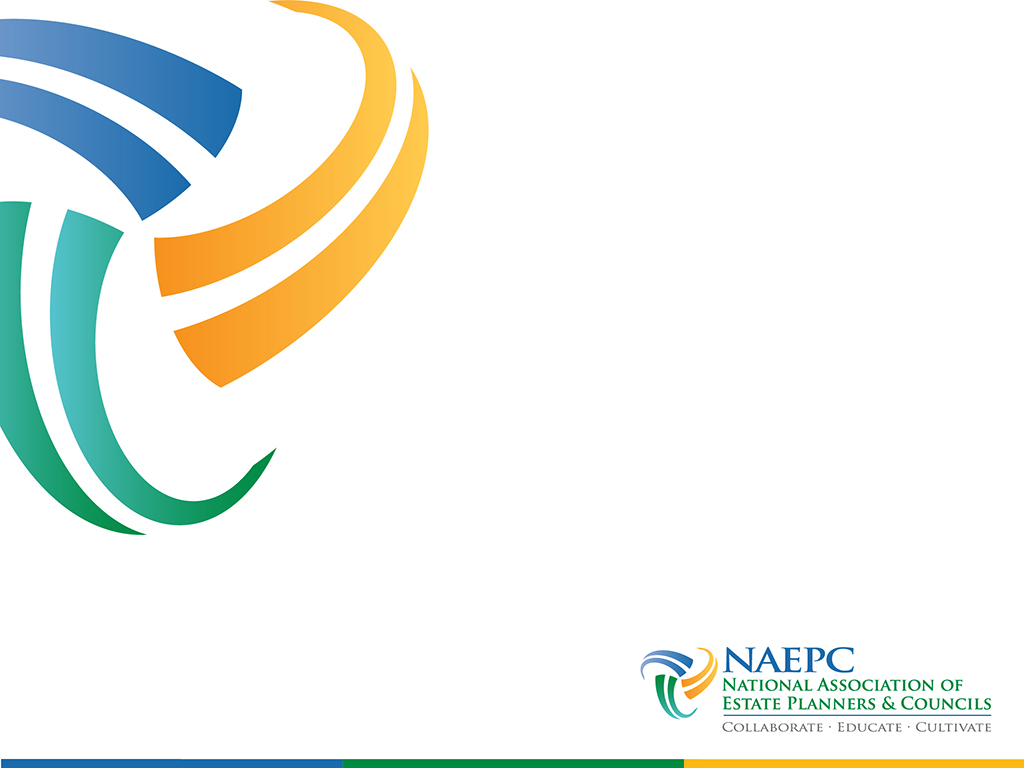 NAEPC
NATIONAL ASSOCIATION OF
ESTATE PLANNERS & COUNCILS
COLLABORATE · EDUCATE · CULTIVATE